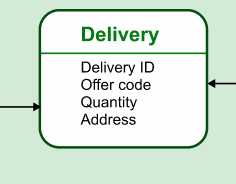 Delivery
Delivery ID
Offer code
Quantity
Address